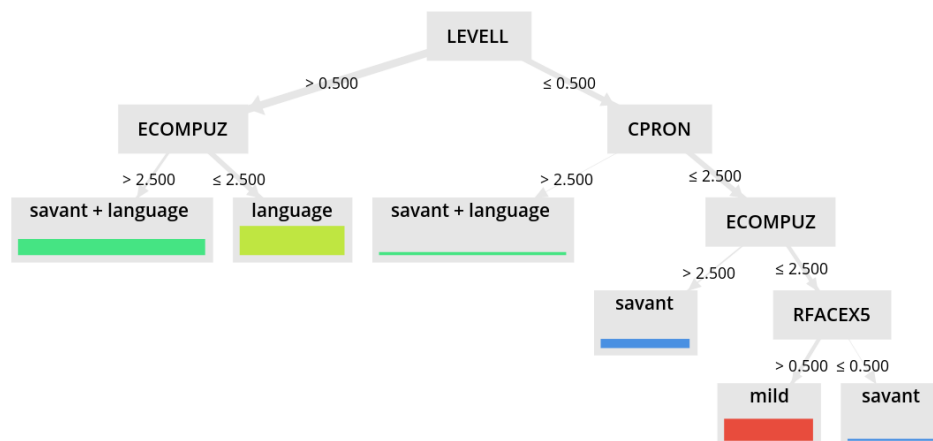 LEVELL
> 0.500
≤ 0.500
ECOMPUZ
CPRON
> 2.500
≤ 2.500
> 2.500
≤ 2.500
savant + language
language
savant + language
ECOMPUZ
> 2.500
≤ 2.500
savant
RFACEX5
> 0.500
≤ 0.500
mild
savant